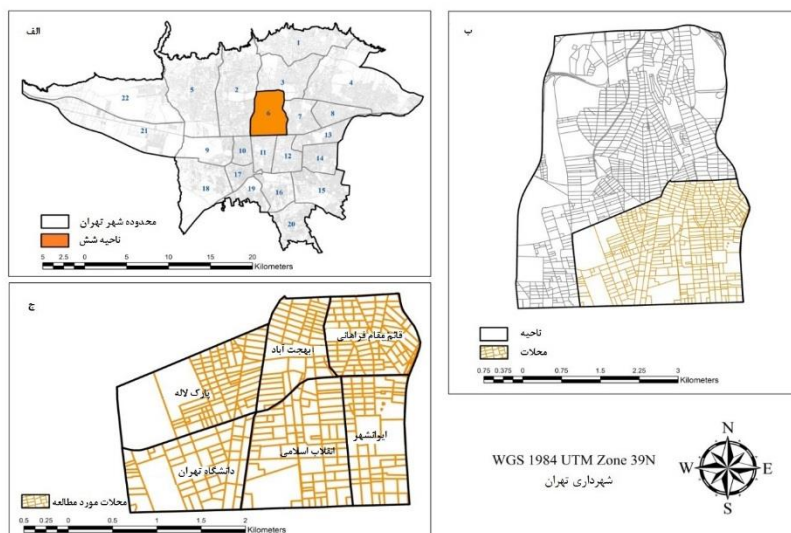 الف
1
2
3
4
5
6
7
8
9
10
11
12
13
14
15
16
17
18
19
20
21
22
محدوده شهر تهران
ناحیه شش
5 2.5 0 5 10 15 20
Kilometers
ب
ناحیه
محلات
0.75 0.375 0 0.75 1.5 2.25 3
Kilometers
ج
قائم مقام فراهانی
ابهجت آباد
پارک لاله
ایرانشهر
انقلاب اسلامی
دانشگاه تهران
محلات مورد مطالعه
0.5 0.25 0 0.5 1 1.5 2
Kilometers
WGS 1984 UTM Zone 39N
شهرداری تهران
N
W E
S